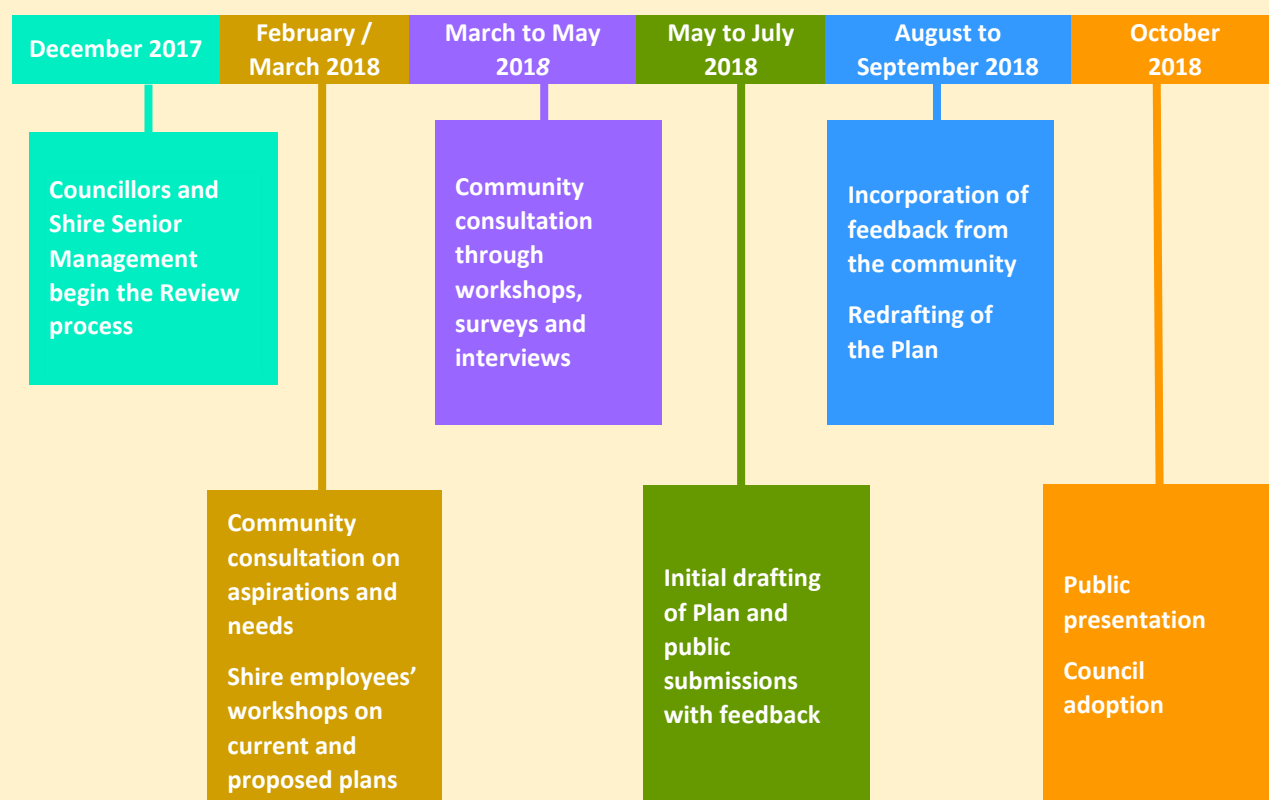 December 2017
February /
March 2018
March to May
2018
May to July
2018
August to
September 2018
October
2018
Councillors and
Shire Senior
Management
begin the Review
process
Community
consultation on
aspirations and
needs
Shire employees’
workshops on
current and
proposed plans
Community
consultation
through
workshops,
surveys and
interviews
Initial drafting
of Plan and
public
submissions
with feedback
Incorporation of
feedback from
the community
Redrafting of
the Plan
Public
presentation
Council
adoption